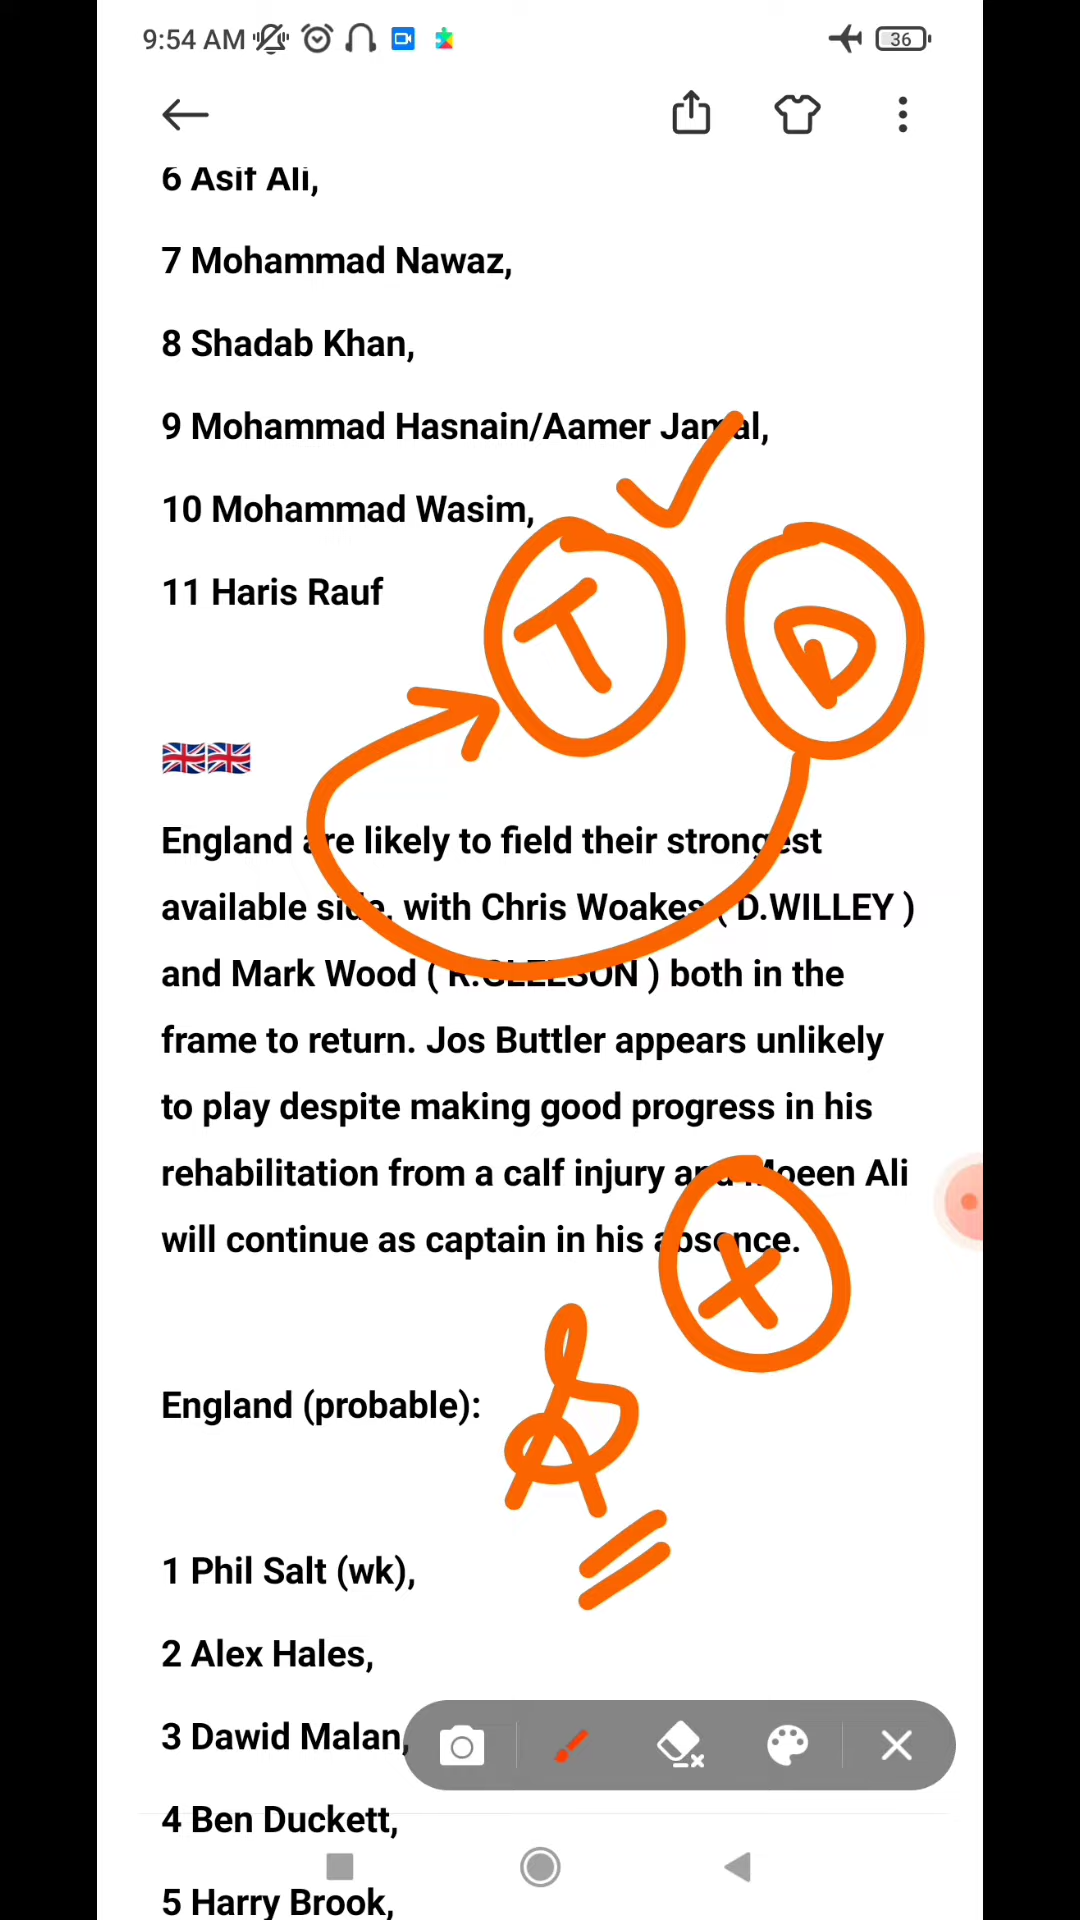 9:54 AM
36
6 Asif Ali,
7 Mohammad Nawaz,
8 Shadab Khan,
9 Mohammad Hasnain/Aamer Jamal,
10 Mohammad Wasim,
11 Haris Rauf
T
D
England are likely to field their strongest
available side, with Chris Woakes ( D.WILLEY )
and Mark Wood ( R.GLEESON ) both in the
frame to return. Jos Buttler appears unlikely
to play despite making good progress in his
rehabilitation from a calf injury and Moeen Ali
will continue as captain in his absence.
X
England (probable):
1 Phil Salt (wk),
2 Alex Hales,
3 Dawid Malan,
4 Ben Duckett,
5 Harry Brook,